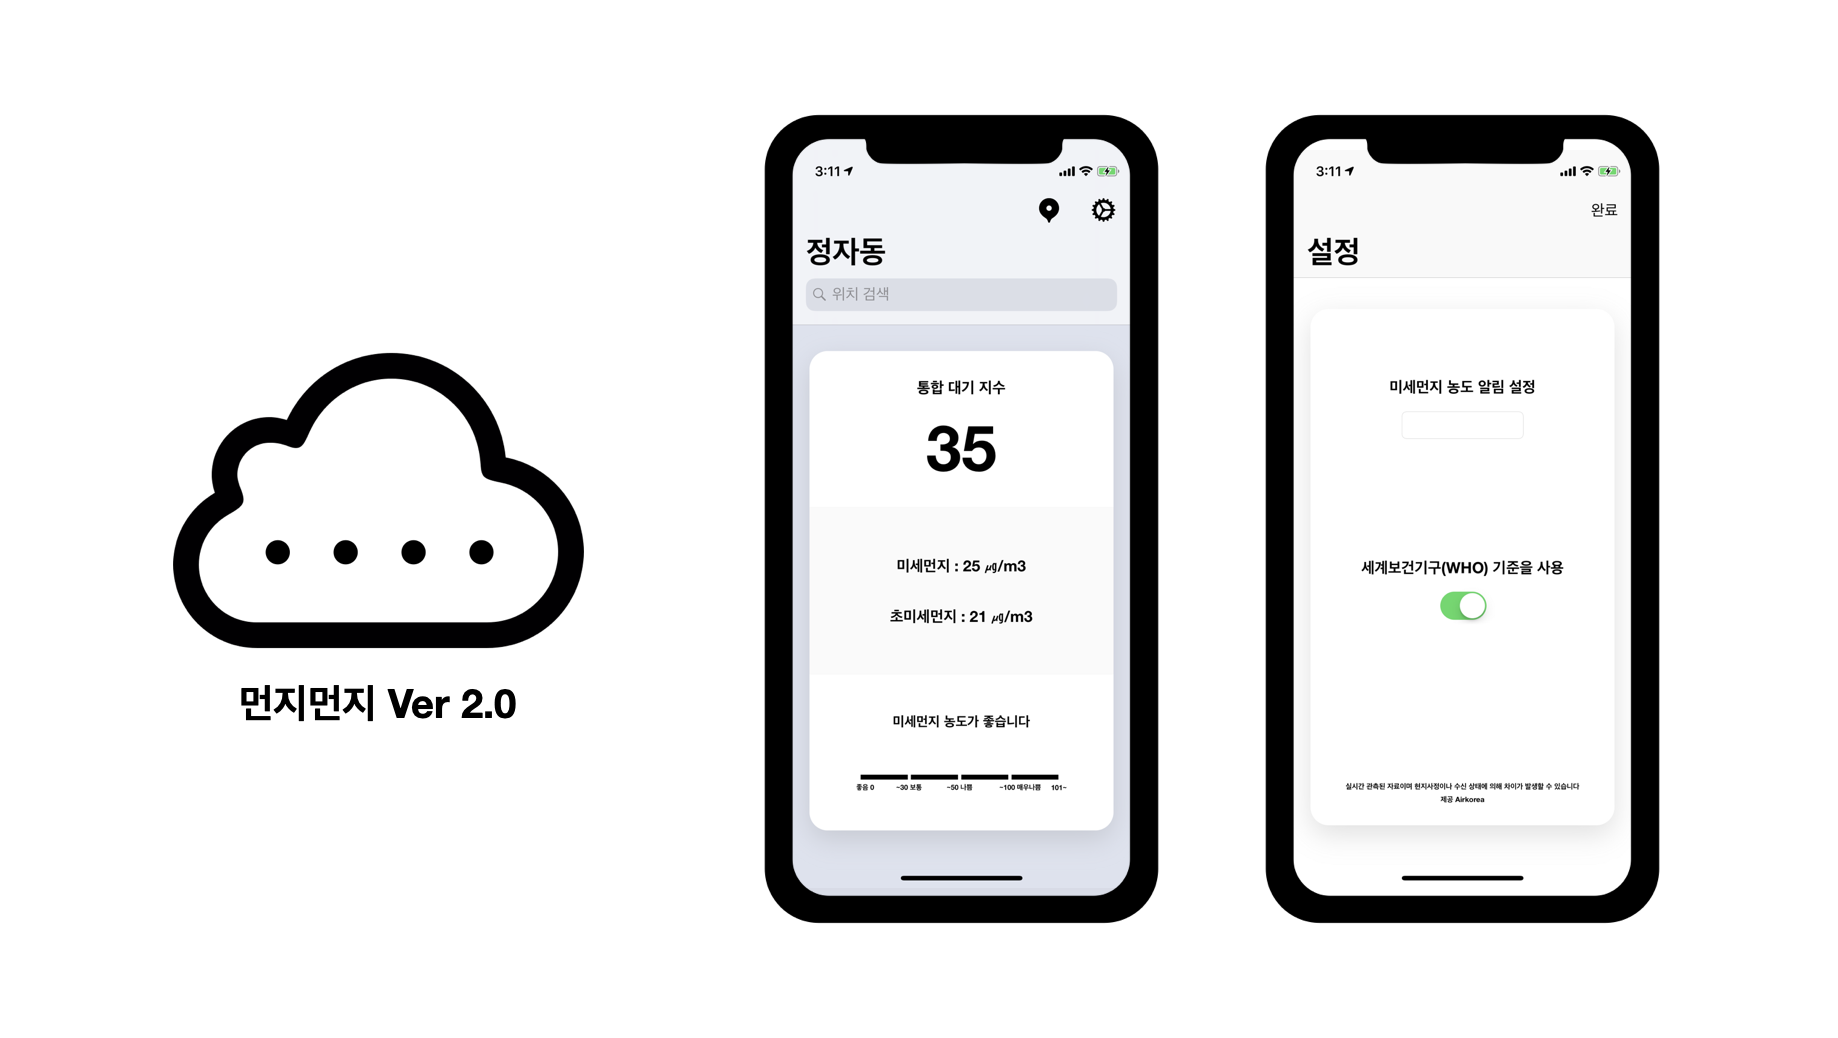 먼지먼지 Ver 2.0
3:11
정자동
위치 검색
통합 대기 지수
35
미세먼지 : 25 ㎍/m3
초미세먼지 : 21 ㎍/m3
미세먼지 농도가 좋습니다
좋음 0 ~30 보통 ~50 나쁨 ~100 매우나쁨 101~
3:11
완료
설정
미세먼지 농도 알림 설정
세계보건기구(WHO) 기준을 사용
실시간 관측된 자료이며 현지사정이나 수신 상태에 의해 차이가 발생할 수 있습니다
제공 Airkorea